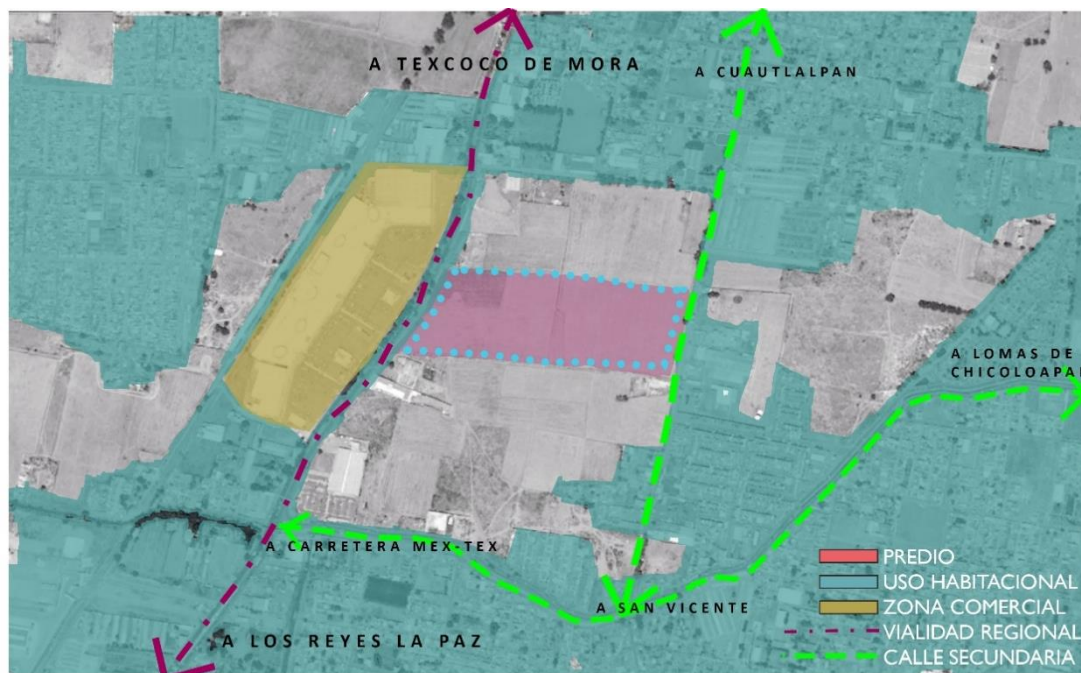 A TEXCOCO DE MORA
A CUAUTLALPAN
A LOMAS DE
CHICOLOAPAN
A CARRETERA MEX-TEX
A SAN VICENTE
A LOS REYES LA PAZ
PREDIO
USO HABITACIONAL
ZONA COMERCIAL
VIALIDAD REGIONAL
CALLE SECUNDARIA